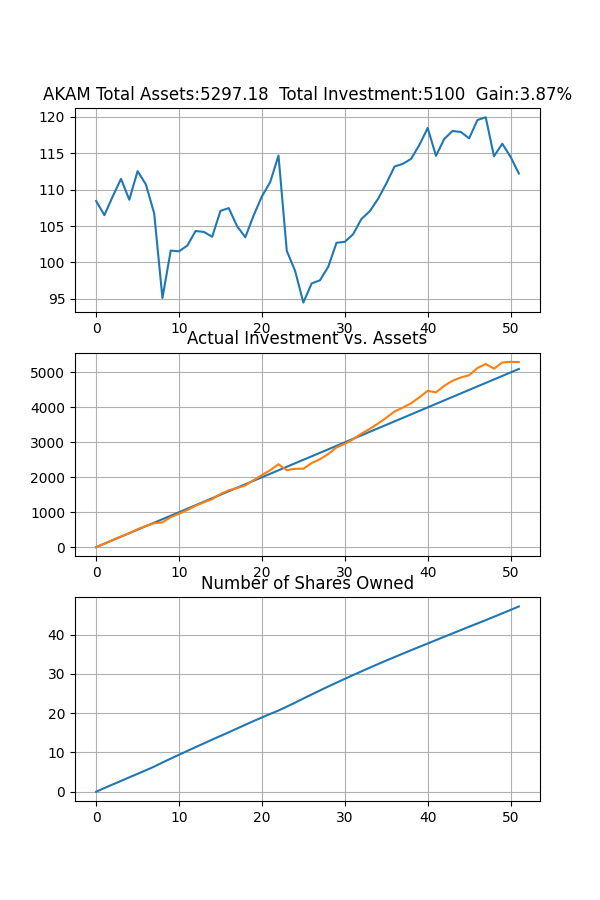 AKAM Total Assets:5297.18  Total Investment:5100  Gain:3.87%
120
115
110
105
100
95
0 10 20 30 40 50
Actual Investment vs. Assets
5000
4000
3000
2000
1000
0
0 10 20 30 40 50
Number of Shares Owned
40
30
20
10
0
0 10 20 30 40 50